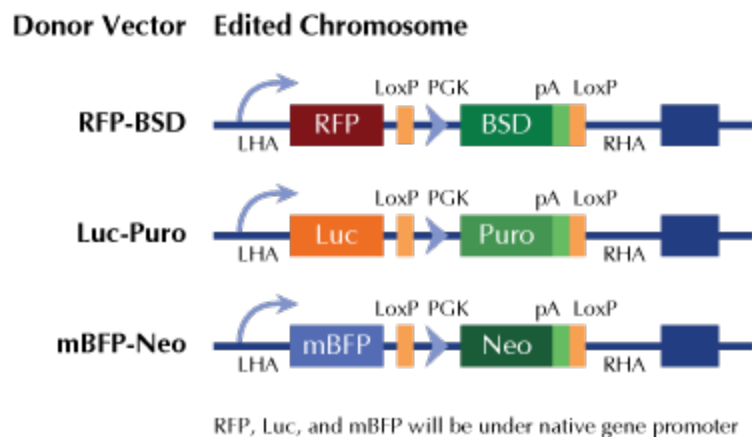 Donor Vector Edited Chromosome
LoxP PGK pA LoxP
RFP-BSD RFP BSD
LHA RHA
LoxP PGK pA LoxP
Luc-Puro Luc Puro
LHA RHA
LoxP PGK pA LoxP
mBFP-Neo mBFP Neo
LHA RHA
RFP, Luc, and mBFP will be under native gene promoter